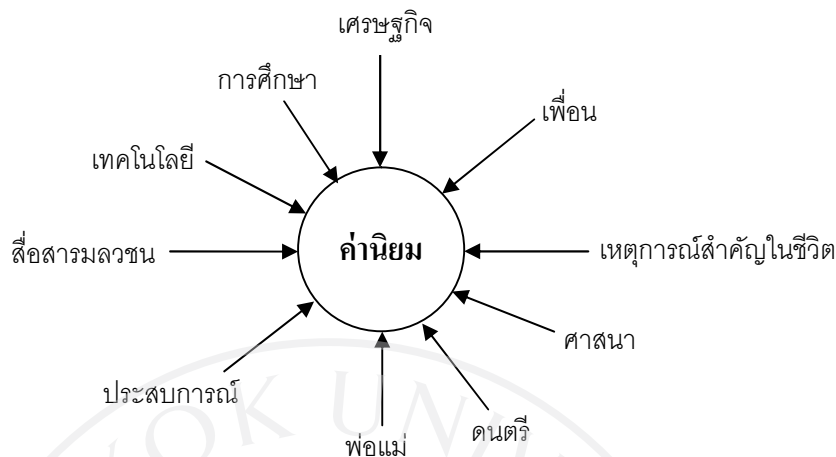 เศรษฐกิจ
การศึกษา
เพื่อน
เทคโนโลยี
สื่อสารมลวชน
ค่านิยม
เหตุการณ์สำคัญในชีวิต
ศาสนา
ประสบการณ์
ดนตรี
พ่อแม่
OK UNI